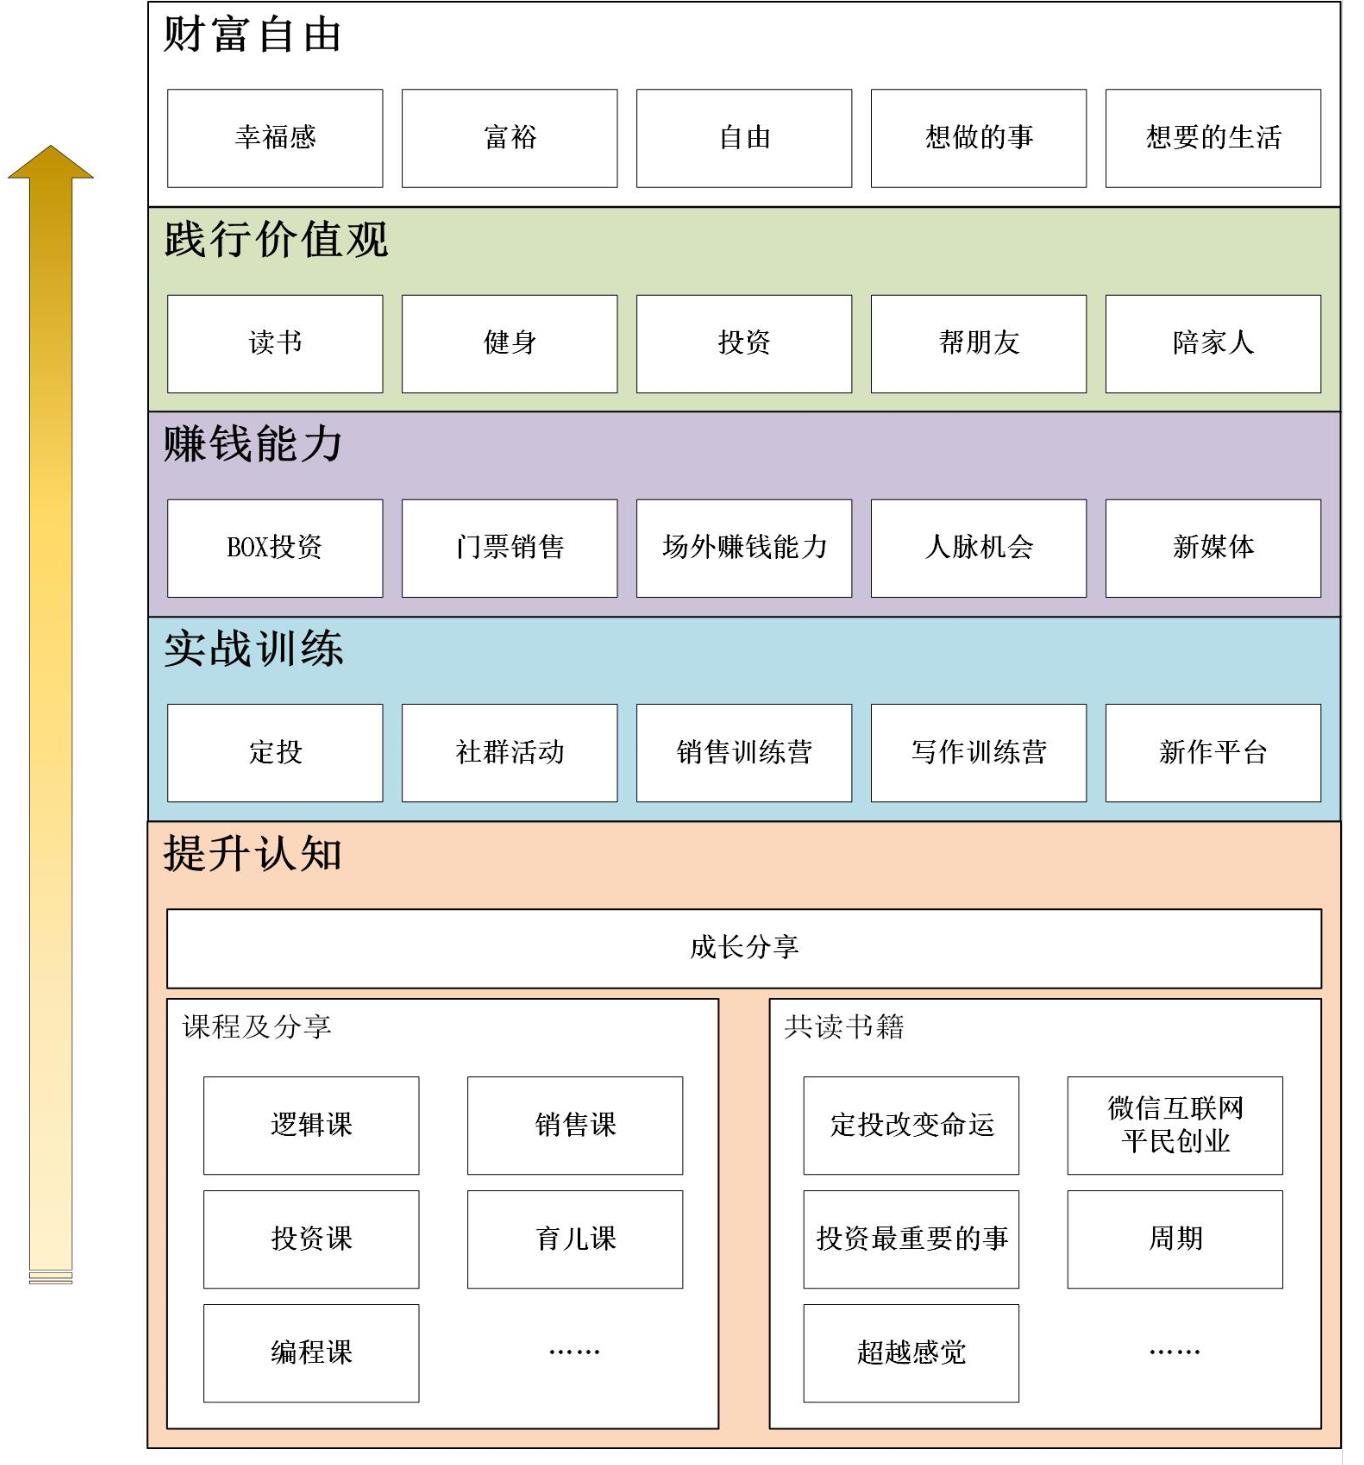 财富自由
幸福感
富裕
自由
想做的事
想要的生活
践行价值观
读书
健身
投资
帮朋友
陪家人
赚钱能力
BOX投资
门票销售
场外赚钱能力
人脉机会
新媒体
实战训练
定投
社群活动
销售训练营
写作训练营
新作平台
提升认知
成长分享
课程及分享
逻辑课
销售课
投资课
育儿课
编程课
……
共读书籍
定投改变命运
微信互联网
平民创业
投资最重要的事
周期
超越感觉
……